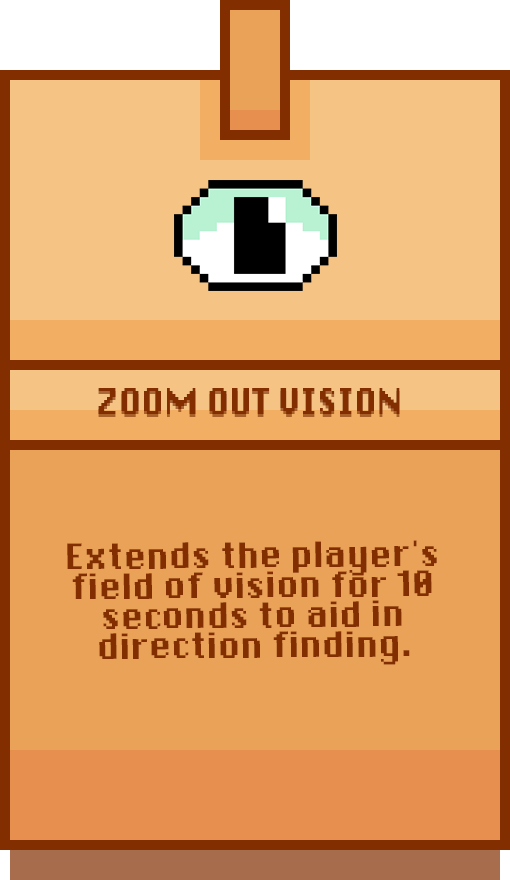 ZOOM OUT VISION
Extends the player's
field of vision for 10
seconds to aid in
direction finding.